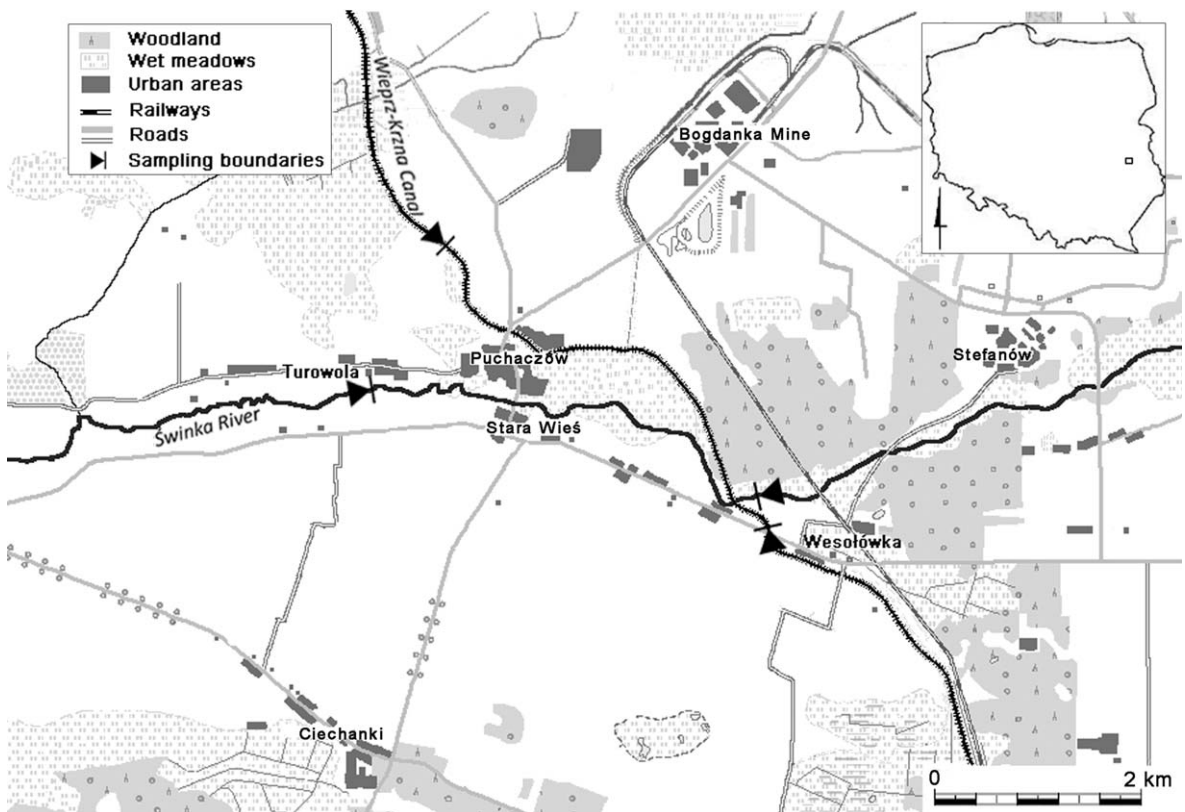 Woodland
Wet meadows
Urban areas
Railways
Roads
Sampling boundaries
Wieprz-Krzna Canal
Bogdanka Mine
Stefanów
Puchaczów
Turowola
Świnka River
Stara Wieś
Wesołówka
Ciechanki
0 2 km